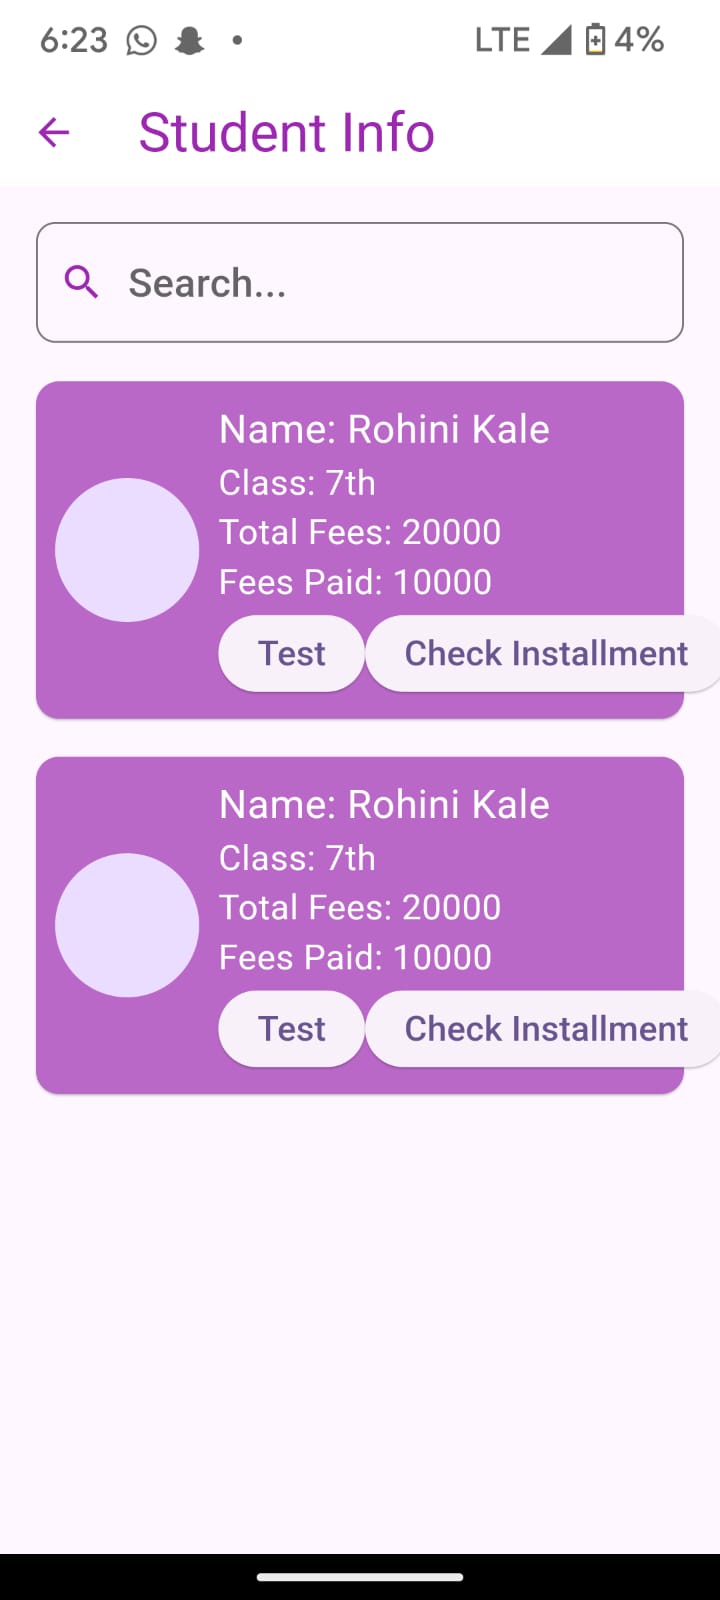 6:23 LTE 4%
Student Info
Search...
Name: Rohini Kale
Class: 7th
Total Fees: 20000
Fees Paid: 10000
Test Check Installment
Name: Rohini Kale
Class: 7th
Total Fees: 20000
Fees Paid: 10000
Test Check Installment